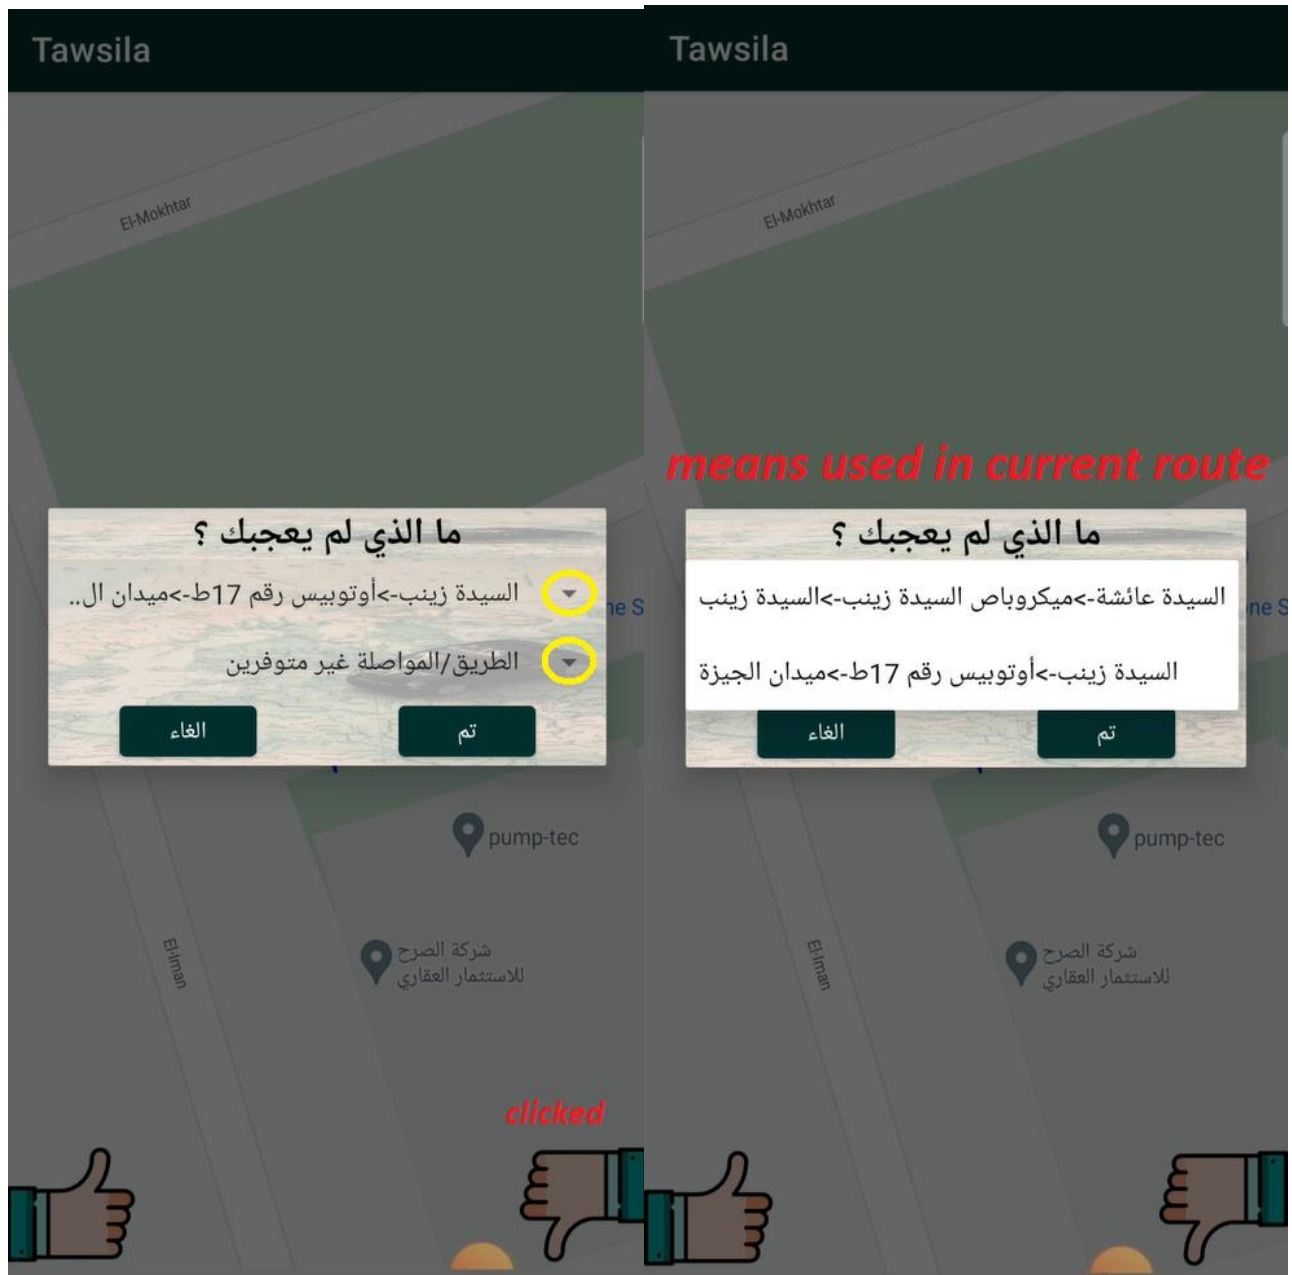 Tawsila
El-Mokhtar
ما الذي لم يعجبك ؟
السيدة زينب->أوتوبيس رقم 17ط->ميدان ال..
ne S
الطريق/المواصلة غير متوفرين
تم
الغاء
pump-tec
شركة الصرح
للاستثمار العقاري
El-Iman
clicked
Tawsila
El-Mokhtar
means used in current route
ما الذي لم يعجبك ؟
السيدة عائشة->ميكروباص السيدة زينب->السيدة زينب
one S
السيدة زينب->أوتوبيس رقم 17ط->ميدان الجيزة
تم
الغاء
pump-tec
شركة الصرح
للاستثمار العقاري
El-Iman